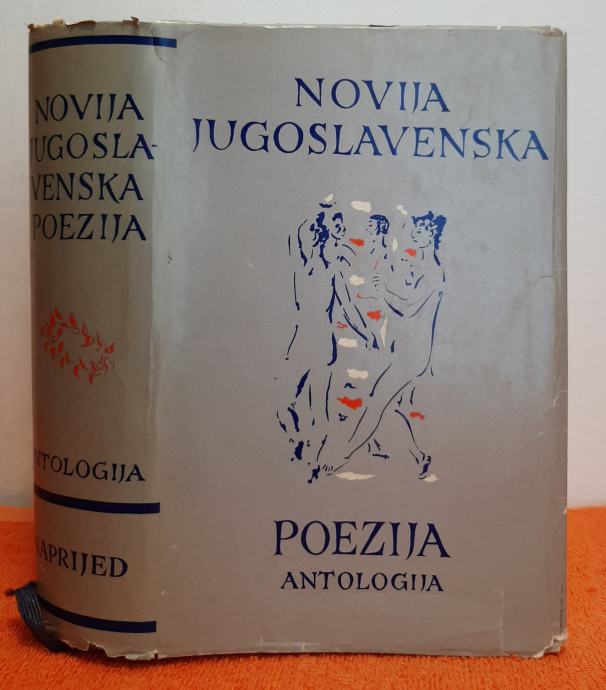 NOVIJA
JUGOSLA-
VENSKA
POEZIJA
ANTOLOGIJA
NAPRIJED
NOVIJA
JUGOSLAVENSKA
POEZIJA
ANTOLOGIJA